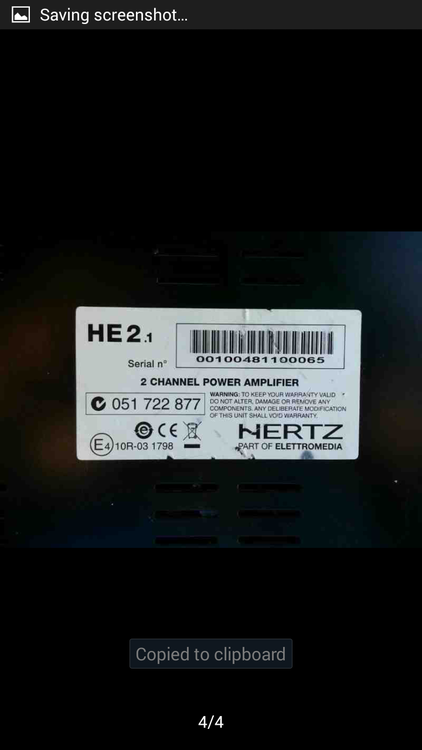 Saving screenshot...
HE2.1
Serial n°
00100481100065
2 CHANNEL POWER AMPLIFIER
051 722 877
WARNING: TO KEEP YOUR WARRANTY VALID
DO NOT ALTER, DAMAGE OR REMOVE ANY
COMPONENTS. ANY DELIBERATE MODIFICATION
OF THIS UNIT SHALL VOID WARRANTY.
e CE
E4 10R-03 1798
HERTZ
PART OF ELETTROMEDIA
Copied to clipboard
4/4